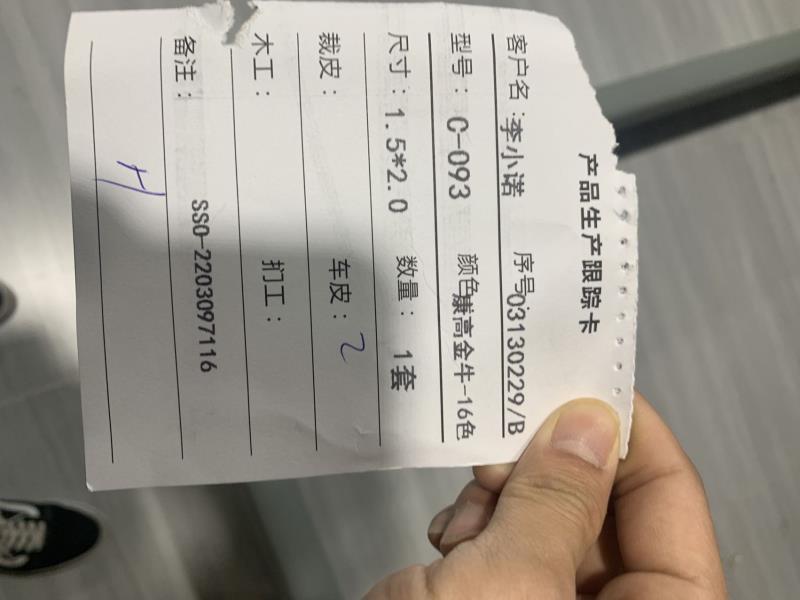 产品生产跟踪卡
客户名:李小诺 序号:03130229/B
型号: C-093 颜色 高金牛-16色
尺寸:1.5*2.0 数量: 1套
裁皮: 车皮: 2
木工: 扪工:
备注: SSO-2203097116